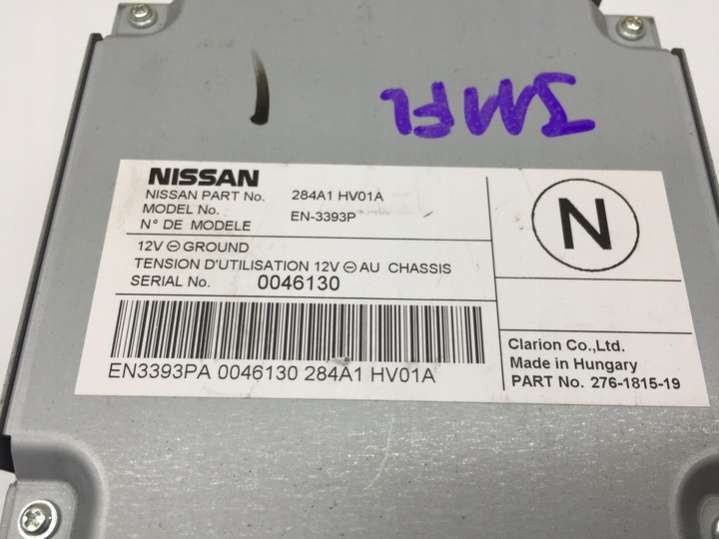 JMFL
NISSAN
NISSAN PART No. 284A1 HV01A
MODEL No. :
N° DE MODELE EN-3393P
12V ⊖ GROUND
TENSION D'UTILISATION 12V ⊖ AU CHASSIS
SERIAL No. 0046130
EN3393PA 0046130 284A1 HV01A
N
Clarion Co.,Ltd.
Made in Hungary
PART No. 276-1815-19